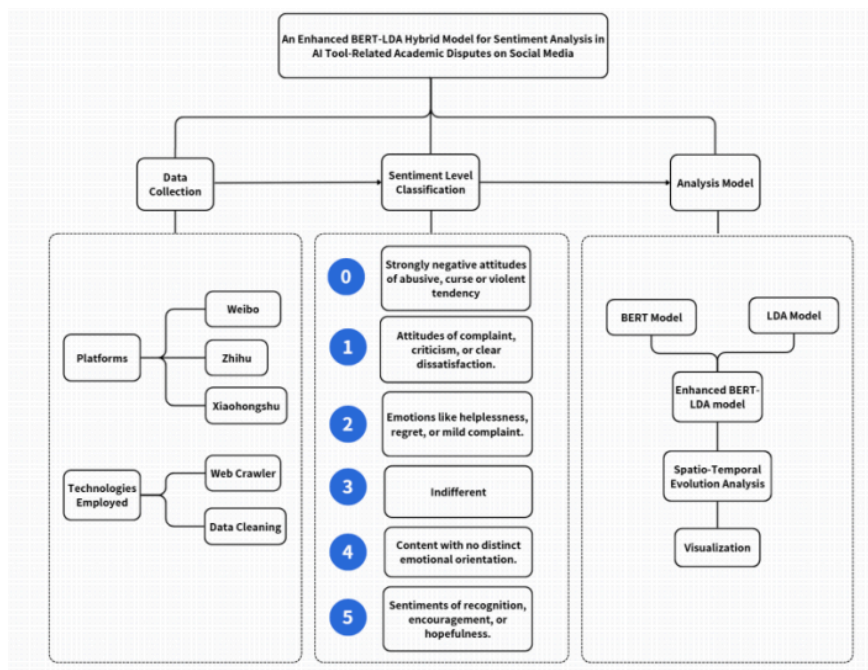 An Enhanced BERT-LDA Hybrid Model for Sentiment Analysis in
AI Tool-Related Academic Disputes on Social Media
Data
Collection
Sentiment Level
Classification
Analysis Model
Platforms
Weibo
Zhihu
Xiaohongshu
Technologies
Employed
Web Crawler
Data Cleaning
0
Strongly negative attitudes
of abusive, curse or violent
tendency
1
Attitudes of complaint,
criticism, or clear
dissatisfaction.
2
Emotions like helplessness,
regret, or mild complaint.
3
Indifferent
4
Content with no distinct
emotional orientation.
5
Sentiments of recognition,
encouragement, or
hopefulness.
BERT Model
LDA Model
Enhanced BERT-
LDA model
Spatio-Temporal
Evolution Analysis
Visualization